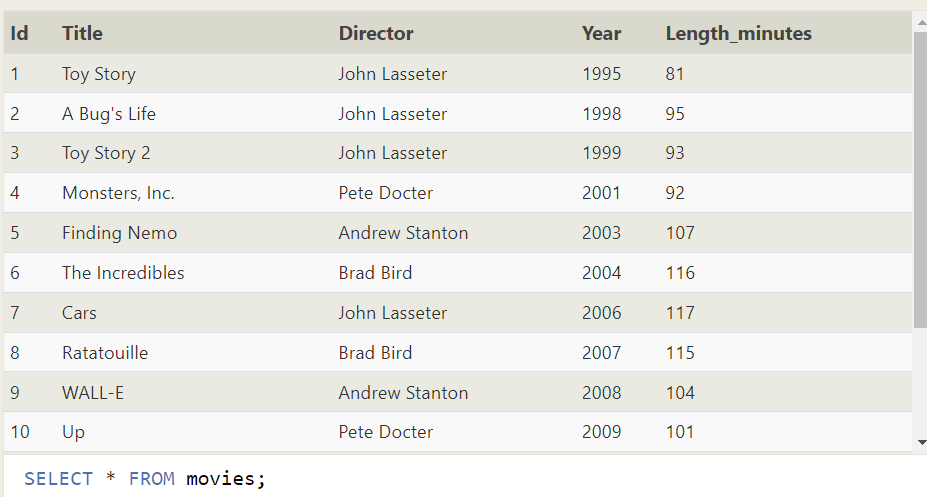 Id Title Director Year Length_minutes
1 Toy Story John Lasseter 1995 81
2 A Bug's Life John Lasseter 1998 95
3 Toy Story 2 John Lasseter 1999 93
4 Monsters, Inc. Pete Docter 2001 92
5 Finding Nemo Andrew Stanton 2003 107
6 The Incredibles Brad Bird 2004 116
7 Cars John Lasseter 2006 117
8 Ratatouille Brad Bird 2007 115
9 WALL-E Andrew Stanton 2008 104
10 Up Pete Docter 2009 101
SELECT * FROM movies;